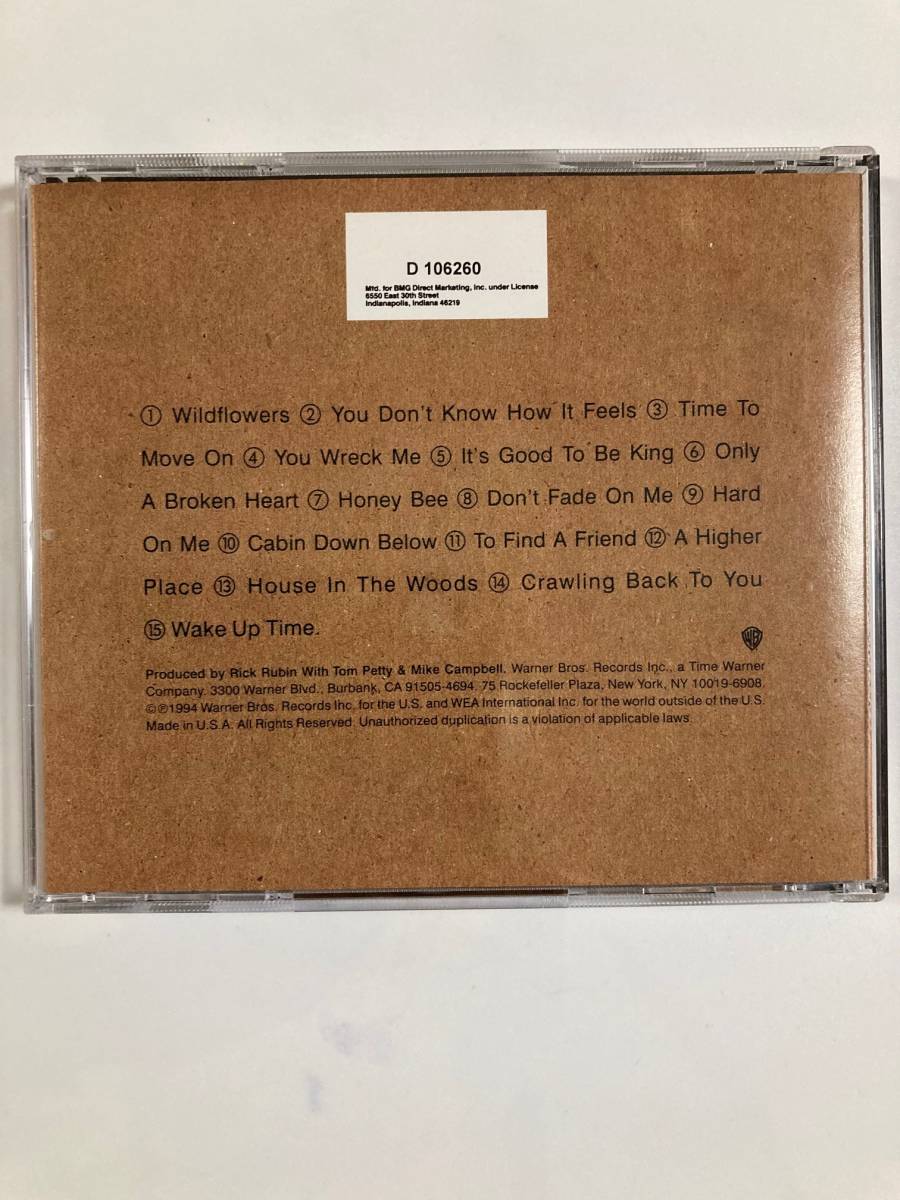 D 106260
Mfd. for BMG Direct Marketing, Inc. under License
6550 East 30th Street
Indianapolis, Indiana 46219
① Wildflowers ② You Don't Know How It Feels ③ Time To
Move On ④ You Wreck Me ⑤ It's Good To Be King ⑥ Only
A Broken Heart ⑦ Honey Bee ⑧ Don't Fade On Me ⑨ Hard
On Me ⑩ Cabin Down Below ⑪ To Find A Friend ⑫ A Higher
Place ⑬ House In The Woods ⑭ Crawling Back To You
⑮ Wake Up Time.
WB
Produced by Rick Rubin With Tom Petty & Mike Campbell. Warner Bros. Records Inc., a Time Warner
Company. 3300 Warner Blvd., Burbank, CA 91505-4694. 75 Rockefeller Plaza, New York, NY 10019-6908.
©℗1994 Warner Bros. Records Inc. for the U.S. and WEA International Inc. for the world outside of the U.S.
Made in U.S.A. All Rights Reserved. Unauthorized duplication is a violation of applicable laws.